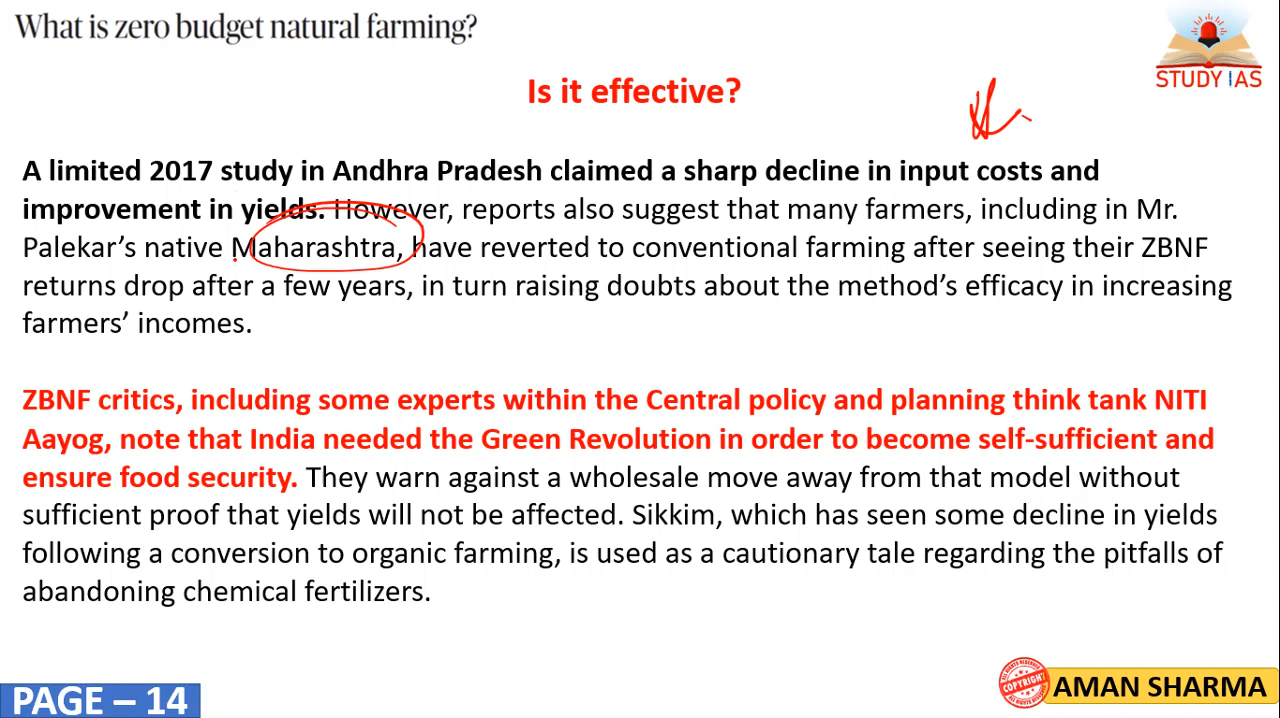 What is zero budget natural farming?
STUDY IAS
Is it effective?
A limited 2017 study in Andhra Pradesh claimed a sharp decline in input costs and
improvement in yields. However, reports also suggest that many farmers, including in Mr.
Palekar's native Maharashtra, have reverted to conventional farming after seeing their ZBNF
returns drop after a few years, in turn raising doubts about the method's efficacy in increasing
farmers' incomes.
ZBNF critics, including some experts within the Central policy and planning think tank NITI
Aayog, note that India needed the Green Revolution in order to become self-sufficient and
ensure food security. They warn against a wholesale move away from that model without
sufficient proof that yields will not be affected. Sikkim, which has seen some decline in yields
following a conversion to organic farming, is used as a cautionary tale regarding the pitfalls of
abandoning chemical fertilizers.
PAGE – 14
COPYRIGHT
AMAN SHARMA